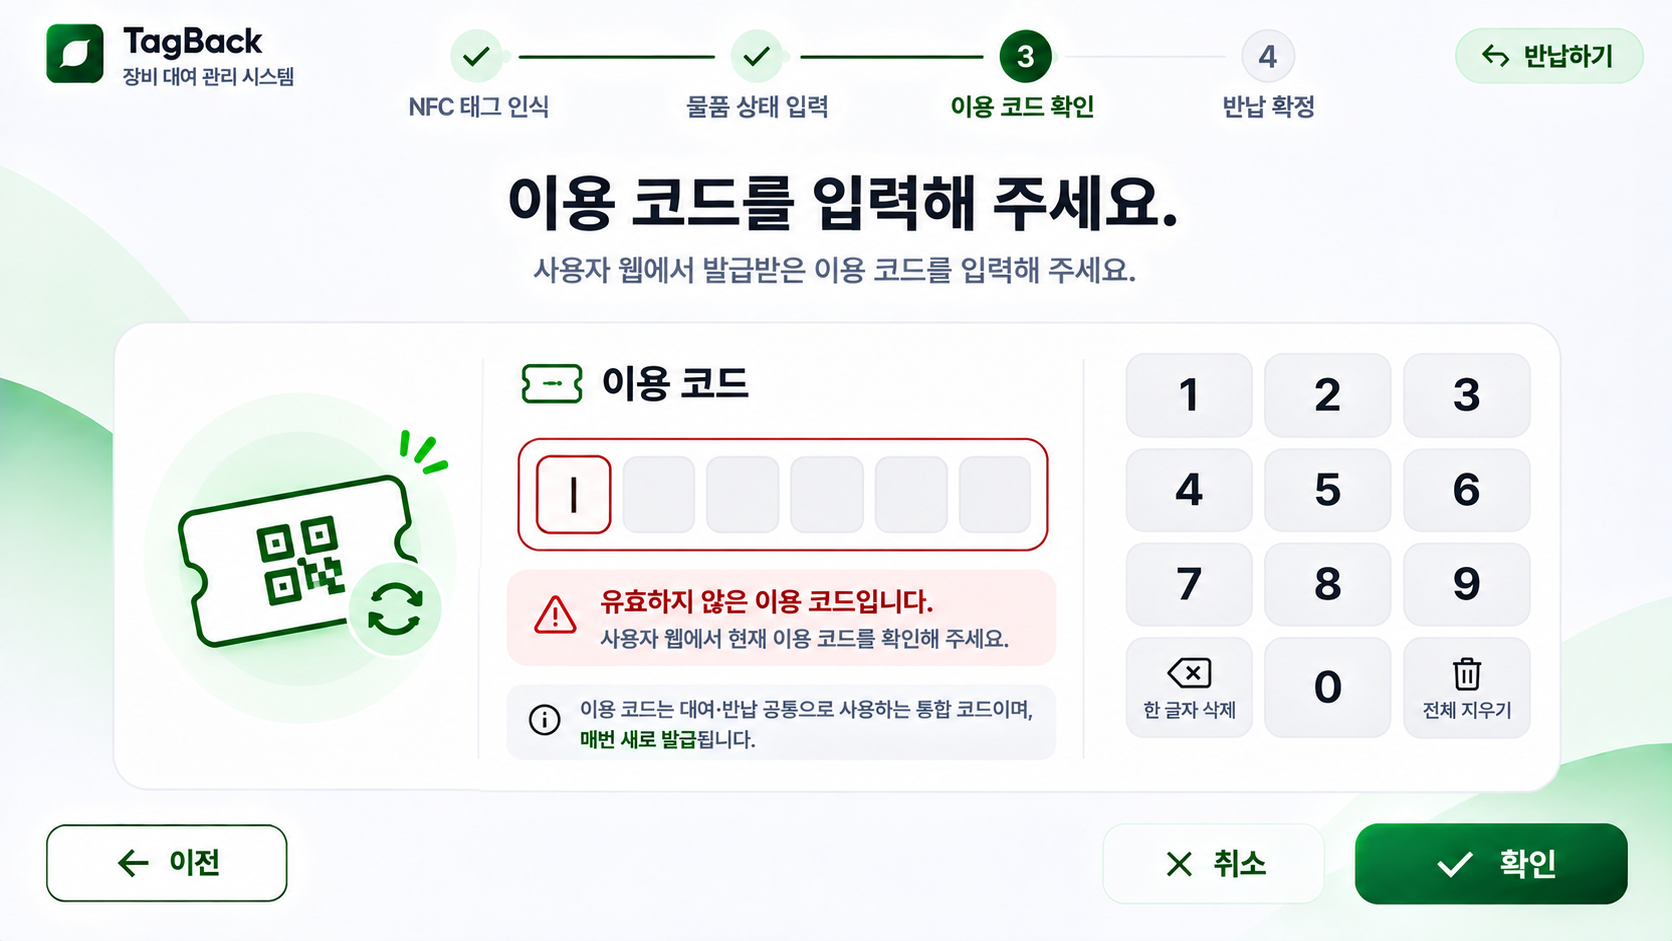 TagBack
장비 대여 관리 시스템
NFC 태그 인식
물품 상태 입력
3
이용 코드 확인
4
반납 확정
반납하기
이용 코드를 입력해 주세요.
사용자 웹에서 발급받은 이용 코드를 입력해 주세요.
이용 코드
유효하지 않은 이용 코드입니다.
사용자 웹에서 현재 이용 코드를 확인해 주세요.
이용 코드는 대여·반납 공통으로 사용하는 통합 코드이며,
매번 새로 발급됩니다.
1 2 3
4 5 6
7 8 9
한 글자 삭제 0 전체 지우기
이전
취소
확인